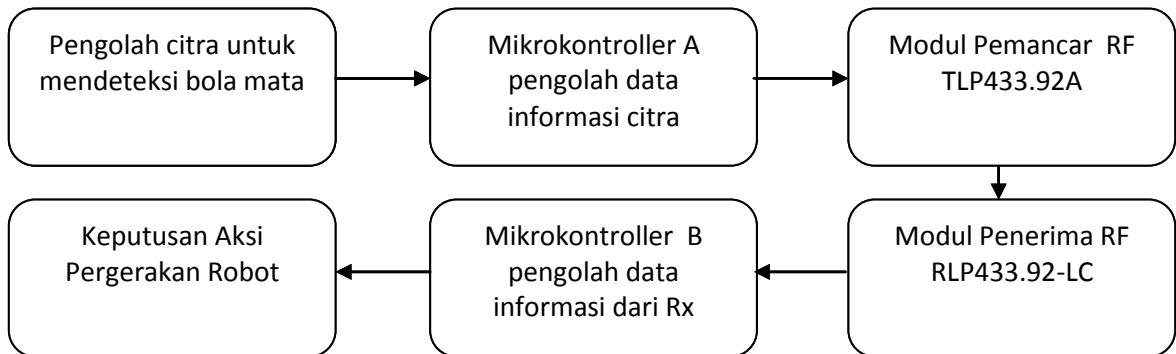 Pengolah citra untuk
mendeteksi bola mata
Mikrokontroller A
pengolah data
informasi citra
Modul Pemancar RF
TLP433.92A
Modul Penerima RF
RLP433.92-LC
Mikrokontroller B
pengolah data
informasi dari Rx
Keputusan Aksi
Pergerakan Robot